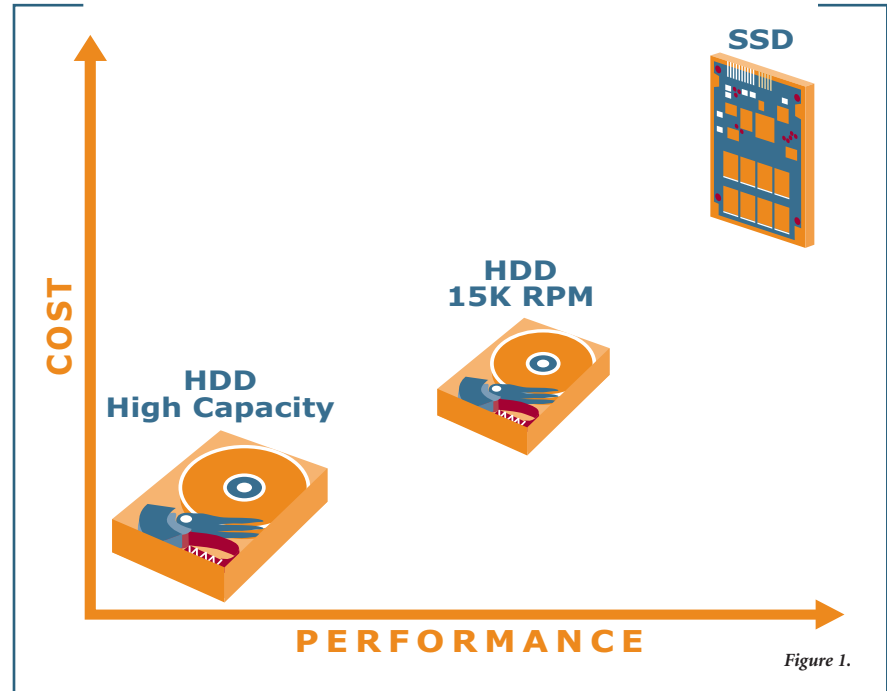 SSD
HDD
15K RPM
HDD
High Capacity
COST
PERFORMANCE
Figure 1.